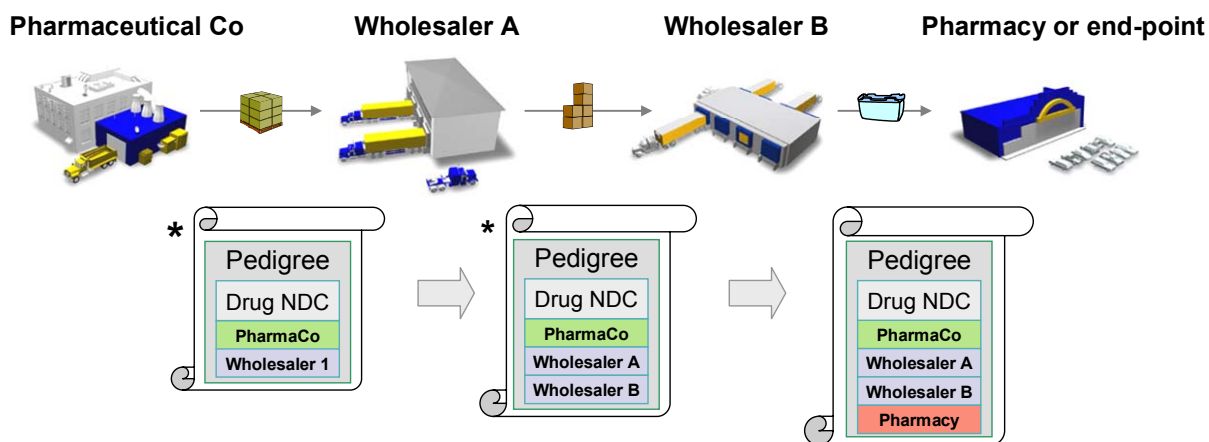 Pharmaceutical Co
Wholesaler A
Wholesaler B
Pharmacy or end-point
*
Pedigree
Drug NDC
PharmaCo
Wholesaler 1
*
Pedigree
Drug NDC
PharmaCo
Wholesaler A
Wholesaler B
Pedigree
Drug NDC
PharmaCo
Wholesaler A
Wholesaler B
Pharmacy